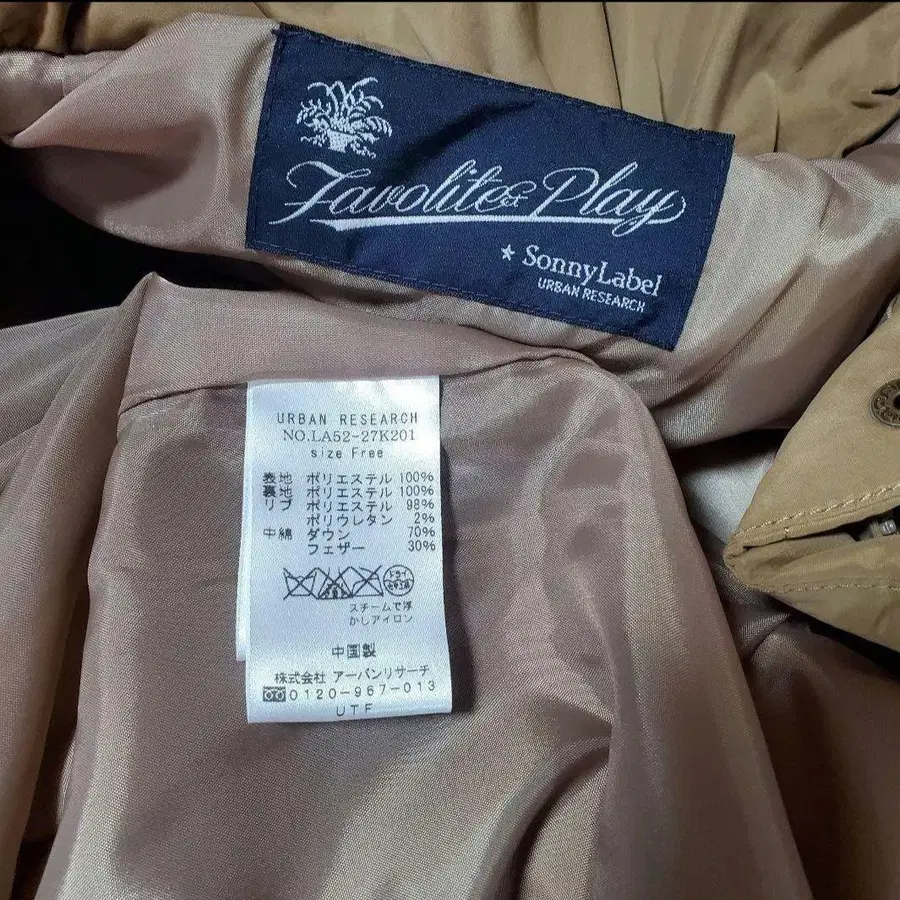 Favolite & Play
★ SonnyLabel
URBAN RESEARCH
URBAN RESEARCH
NO.LA52-27K201
size Free
表地 ポリエステル 100%
裏地 ポリエステル 100%
リブ ポリエステル 98%
ポリウレタン 2%
中綿 ダウン 70%
フェザー 30%
ドライ
スチームで浮
かしアイロン
中国製
株式会社 アーバンリサーチ
0120-967-013
UTF